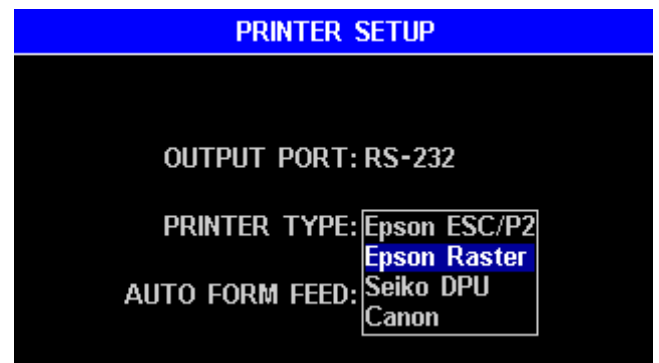 PRINTER SETUP
OUTPUT PORT: RS-232
PRINTER TYPE: Epson ESC/P2
Epson Raster
AUTO FORM FEED: Seiko DPU
Canon